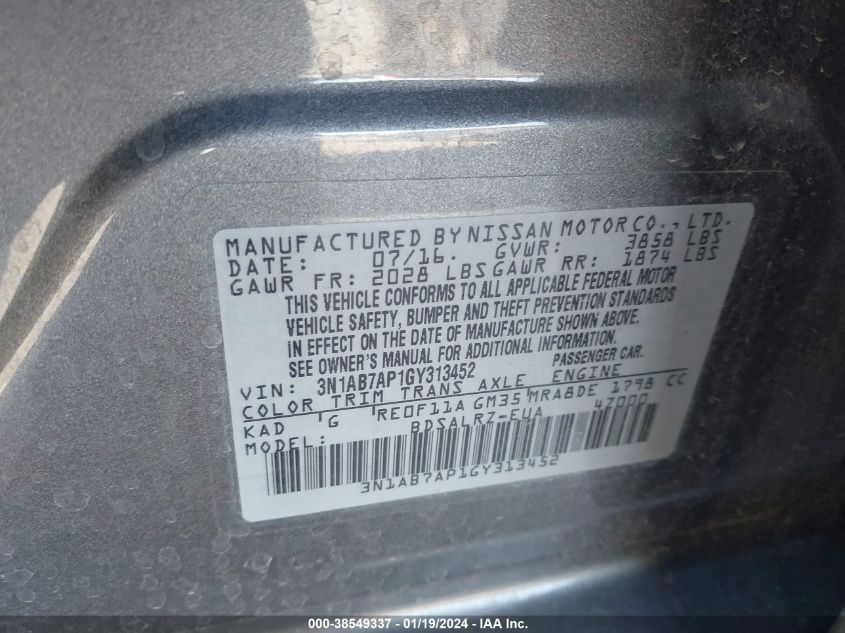 MANUFACTURED BY NISSAN MOTOR CO., LTD.
DATE: 07/16. GVWR: 3858 LBS
GAWR FR: 2028 LBS GAWR RR: 1874 LBS
THIS VEHICLE CONFORMS TO ALL APPLICABLE FEDERAL MOTOR
VEHICLE SAFETY, BUMPER AND THEFT PREVENTION STANDARDS
IN EFFECT ON THE DATE OF MANUFACTURE SHOWN ABOVE.
SEE OWNER'S MANUAL FOR ADDITIONAL INFORMATION.
PASSENGER CAR.
VIN: 3N1AB7AP1GY313452
COLOR TRIM TRANS AXLE ENGINE
KAD G RE0F11A GM35 MRA8DE 1798 CC
MODEL: BDSALRZ-EUA 47000
3N1AB7AP1GY313452
000-38549337 - 01/19/2024 - IAA Inc.